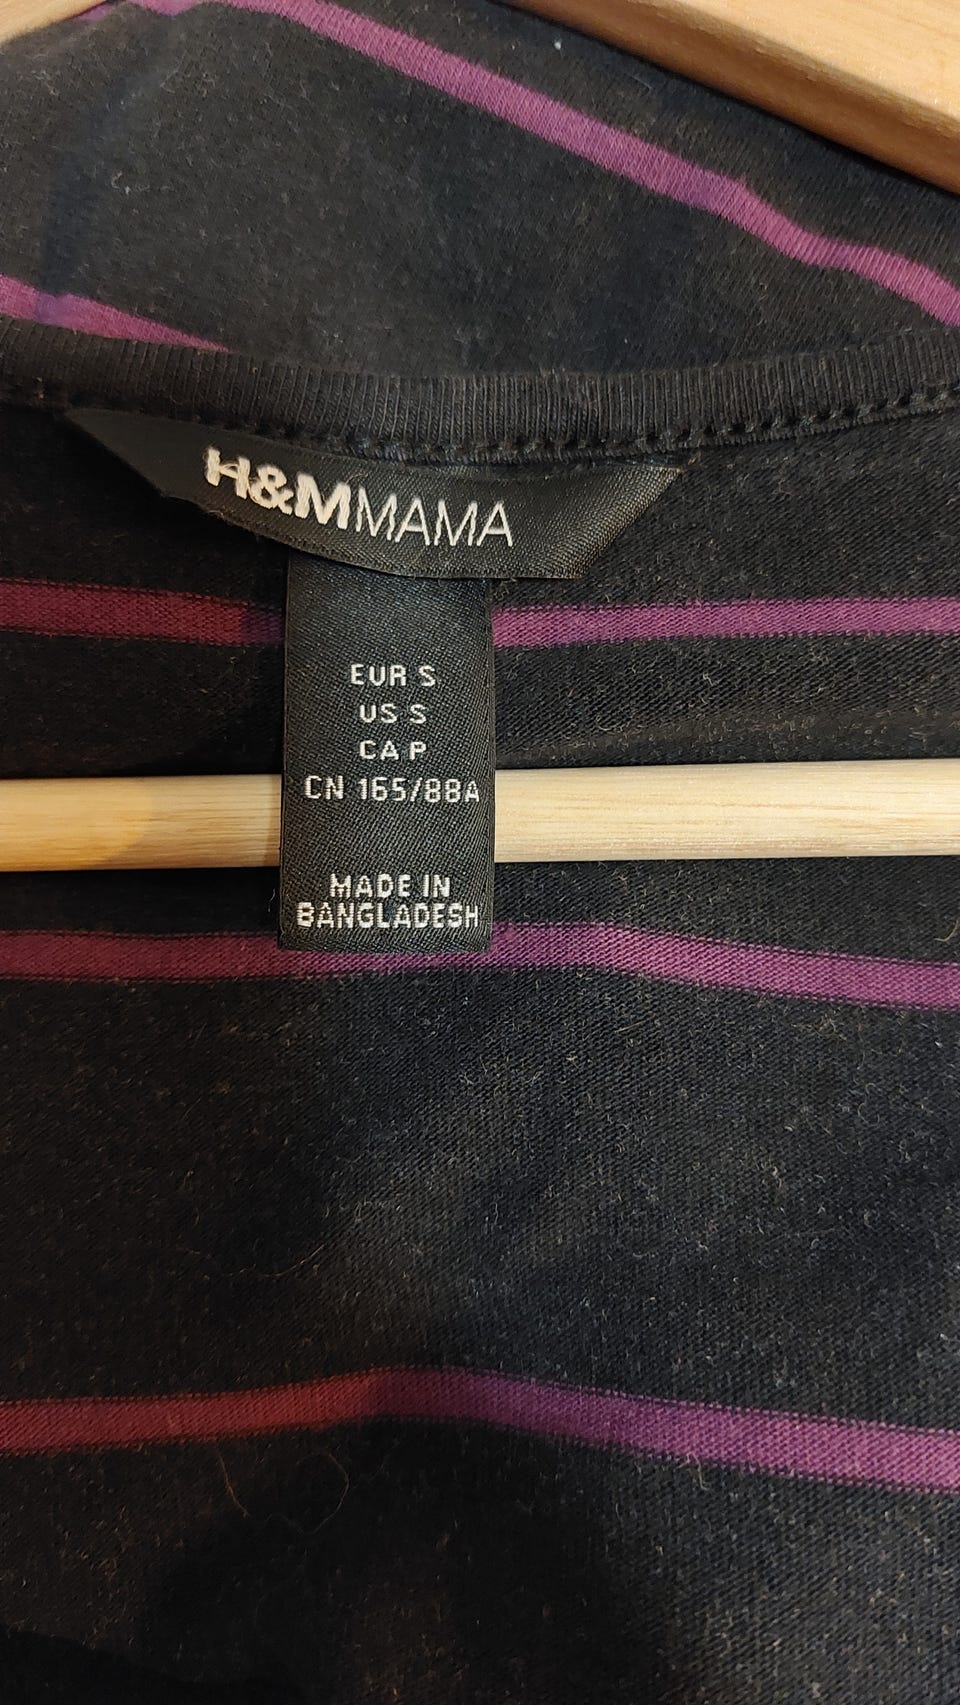 H&MMAMA
EUR S
US S
CA P
CN 165/88A
MADE IN
BANGLADESH